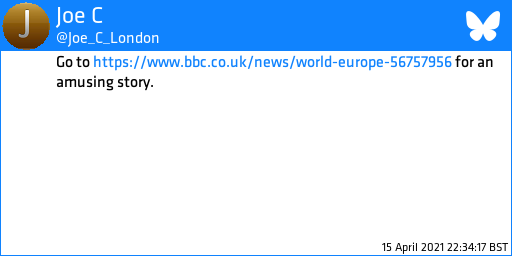 J
Joe C
@Joe_C_London
Go to https://www.bbc.co.uk/news/world-europe-56757956 for an
amusing story.
15 April 2021 22:34:17 BST